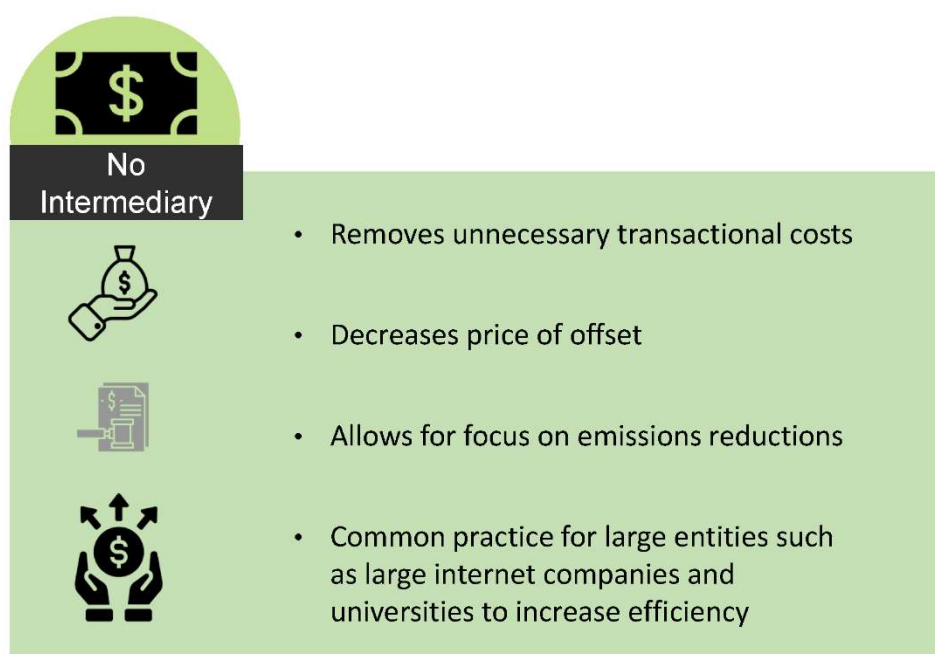 No
Intermediary
• Removes unnecessary transactional costs
• Decreases price of offset
• Allows for focus on emissions reductions
• Common practice for large entities such
as large internet companies and
universities to increase efficiency